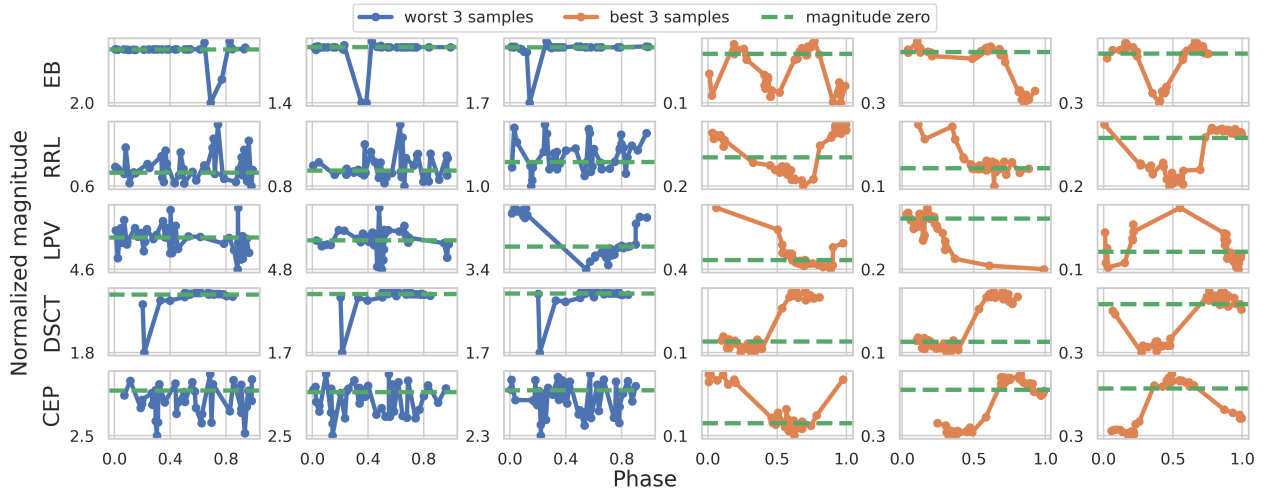 worst 3 samples best 3 samples magnitude zero
Normalized magnitude
EB
2.0 1.4 1.7 0.1 0.3 0.3
RRL
0.6 0.8 1.0 0.2 0.1 0.2
LPV
4.6 4.8 3.4 0.4 0.2 0.1
DSCT
1.8 1.7 1.7 0.1 0.1 0.3
CEP
2.5 2.5 2.3 0.1 0.3 0.3
0.0 0.4 0.8 0.0 0.4 0.8 0.0 0.4 0.8 0.0 0.5 1.0 0.0 0.5 1.0 0.0 0.5 1.0
Phase